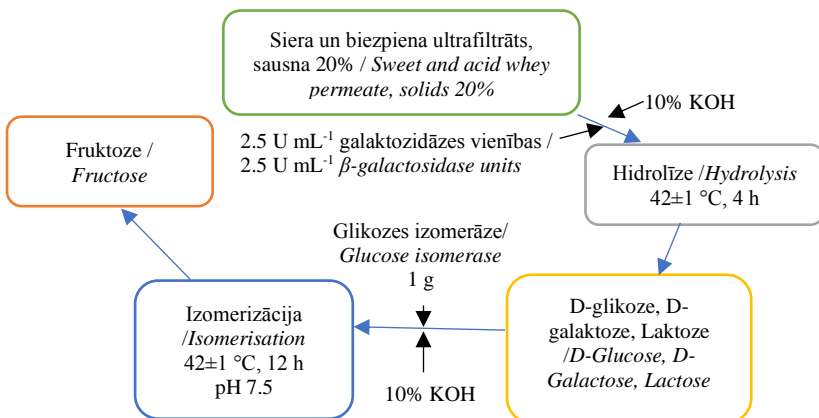 Siera un biezpiena ultrafiltrāts,
sausna 20% / Sweet and acid whey
permeate, solids 20%
10% KOH
2.5 U mL⁻¹ galaktozidāzes vienības /
2.5 U mL⁻¹ β-galactosidase units
Fruktoze /
Fructose
Hidrolīze /Hydrolysis
42±1 °C, 4 h
Glikozes izomerāze/
Glucose isomerase
1 g
Izomerizācija
/Isomerisation
42±1 °C, 12 h
pH 7.5
D-glikoze, D-
galaktoze, Laktoze
/D-Glucose, D-
Galactose, Lactose
10% KOH